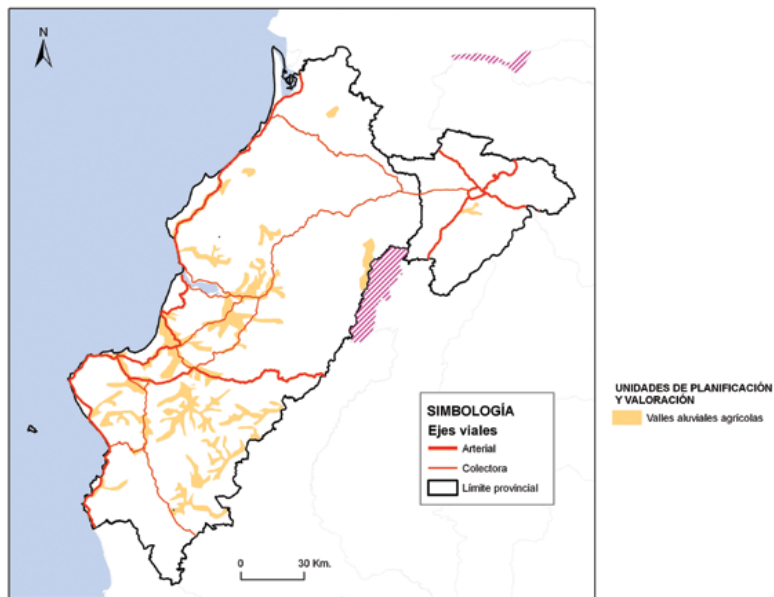 N
SIMBOLOGÍA
Ejes viales
Arterial
Colectora
Límite provincial
0 30 Km.
UNIDADES DE PLANIFICACIÓN
Y VALORACIÓN
Valles aluviales agrícolas